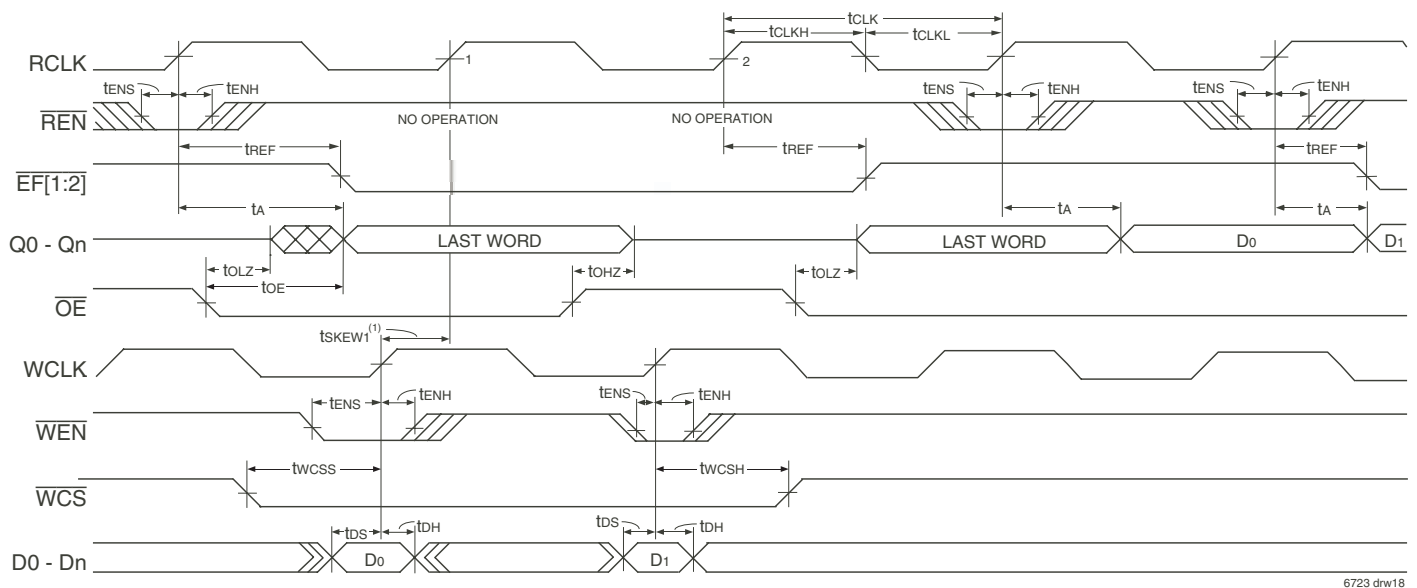 tCLK
tCLKH tCLKL
RCLK 1 2
tENS tENH tENS tENH tENS tENH
REN NO OPERATION NO OPERATION
tREF tREF tREF
EF[1:2]
tA tA tA
Q0 - Qn LAST WORD LAST WORD D0 D1
tOLZ tOHZ tOLZ
tOE
OE
tSKEW1(1)
WCLK
tENS tENH tENS tENH
WEN
tWCSS tWCSH
WCS
tDS tDH tDS tDH
D0 - Dn D0 D1
6723 drw18